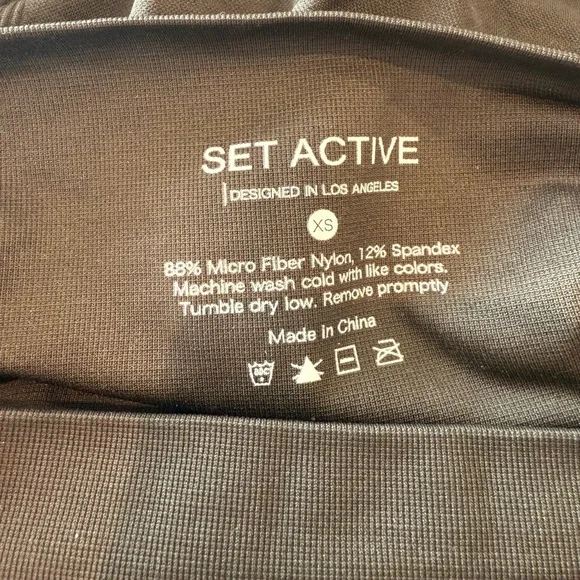 SET ACTIVE
DESIGNED IN LOS ANGELES
XS
88% Micro Fiber Nylon, 12% Spandex
Machine wash cold with like colors.
Tumble dry low. Remove promptly
Made in China